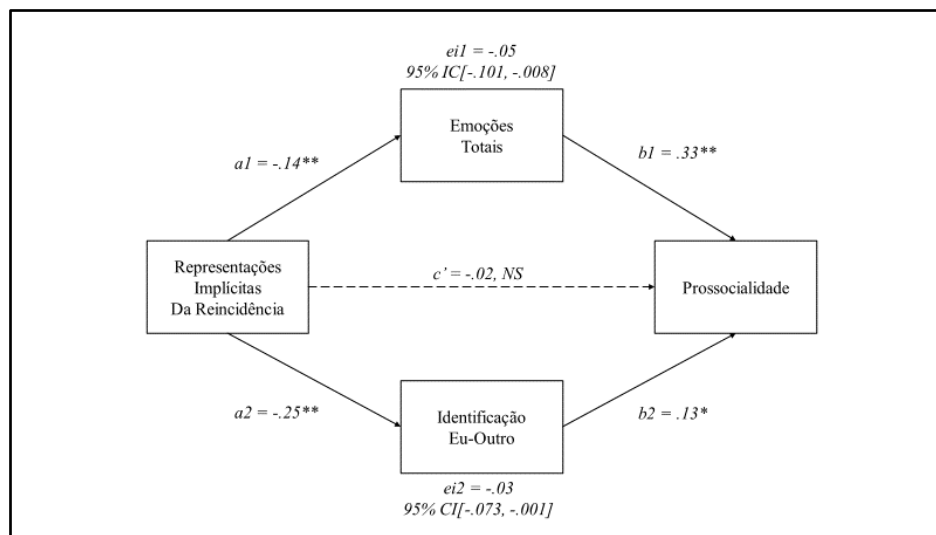 ei1 = -.05
95% IC[-.101, -.008]
Emoções
Totais
a1 = -.14**
b1 = .33**
Representações
Implícitas
Da Reincidência
c' = -.02, NS
Prossocialidade
a2 = -.25**
Identificação
Eu-Outro
b2 = .13*
ei2 = -.03
95% CI[-.073, -.001]